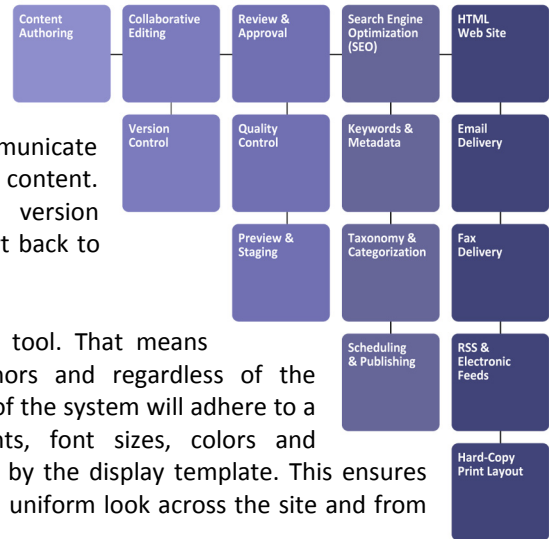 Content
Authoring
Collaborative
Editing
Review &
Approval
Search Engine
Optimization
(SEO)
HTML
Web Site
Version
Control
Quality
Control
Keywords &
Metadata
Email
Delivery
Preview &
Staging
Taxonomy &
Categorization
Fax
Delivery
Scheduling
& Publishing
RSS &
Electronic
Feeds
Hard-Copy
Print Layout
municate
content.
version
t back to
tool. That means
nors and regardless of the
of the system will adhere to a
nts, font sizes, colors and
by the display template. This ensures
uniform look across the site and from